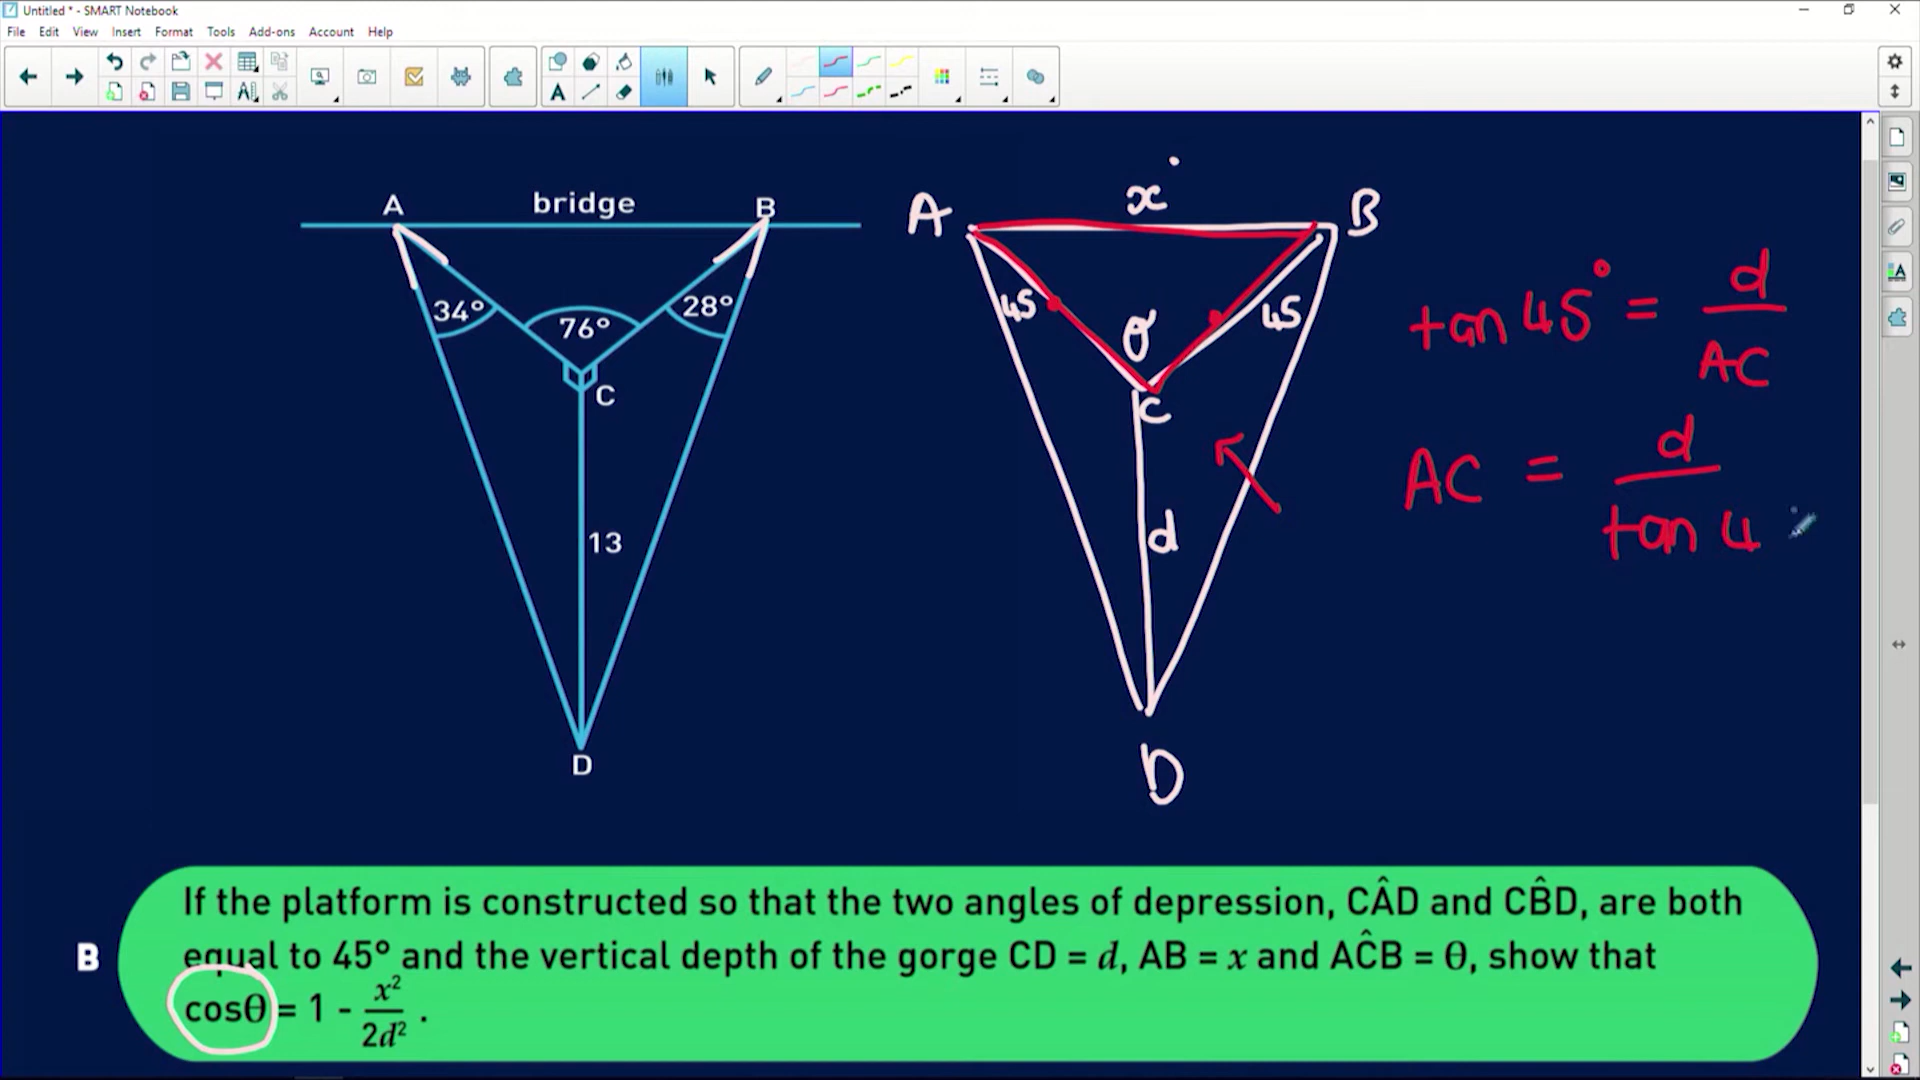 Untitled * - SMART Notebook
File Edit View Insert Format Tools Add-ons Account Help
A bridge B
34° 76° 28°
C
13
D
A x B
45 θ 45
C
d
D
tan 45° = d
AC
AC = d
tan 4
B
If the platform is constructed so that the two angles of depression, CÂD and CB̂D, are both
equal to 45° and the vertical depth of the gorge CD = d, AB = x and AĈB = θ, show that
cosθ = 1 - x²/2d² .